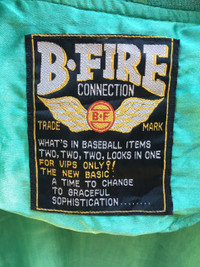 B·FIRE
CONNECTION
B·F
TRADE MARK
WHAT'S IN BASEBALL ITEMS
TWO, TWO, TWO, LOOKS IN ONE
FOR VIPS ONLY?!
THE NEW BASIC:
A TIME TO CHANGE
TO GRACEFUL
SOPHISTICATION........